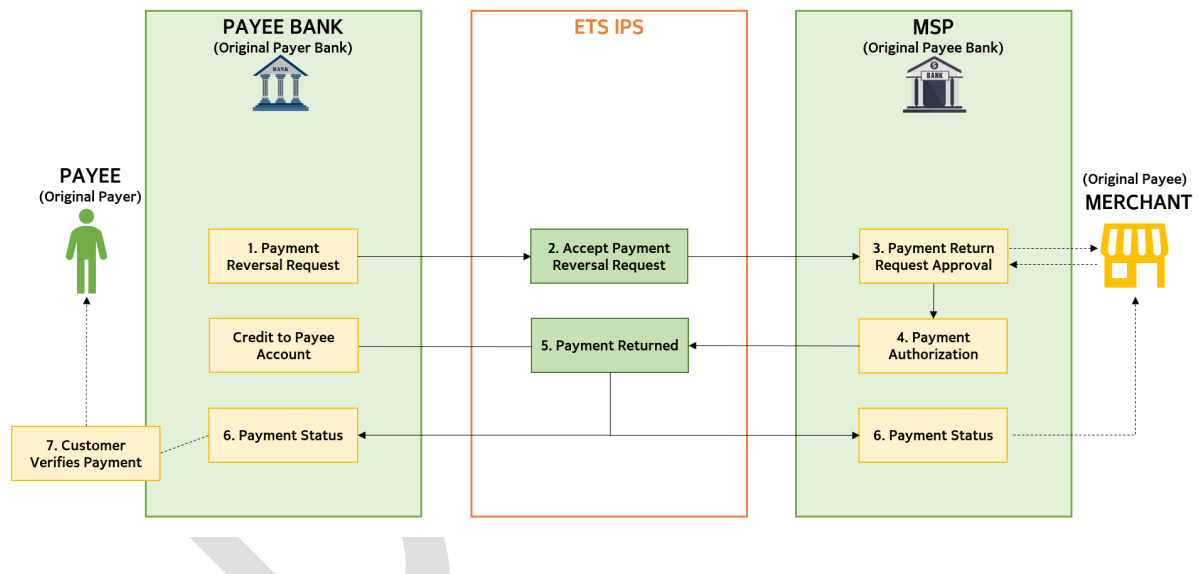 PAYEE BANK
(Original Payer Bank)
BANK
ETS IPS
MSP
(Original Payee Bank)
$
BANK
PAYEE
(Original Payer)
(Original Payee)
MERCHANT
1. Payment
Reversal Request
2. Accept Payment
Reversal Request
3. Payment Return
Request Approval
Credit to Payee
Account
5. Payment Returned
4. Payment
Authorization
6. Payment Status
6. Payment Status
7. Customer
Verifies Payment